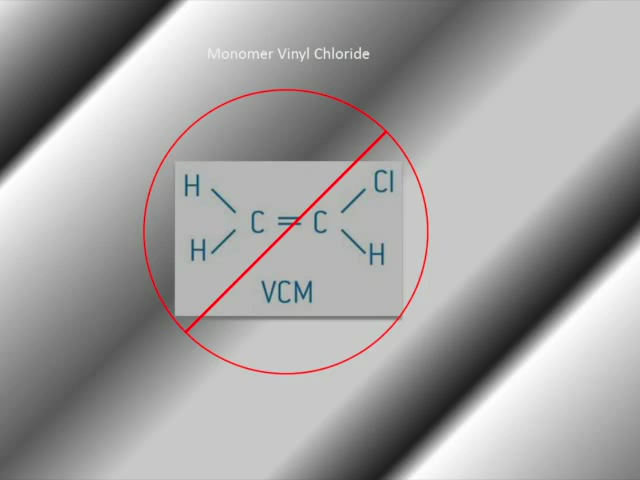 Monomer Vinyl Chloride
H Cl
C = C
H H
VCM